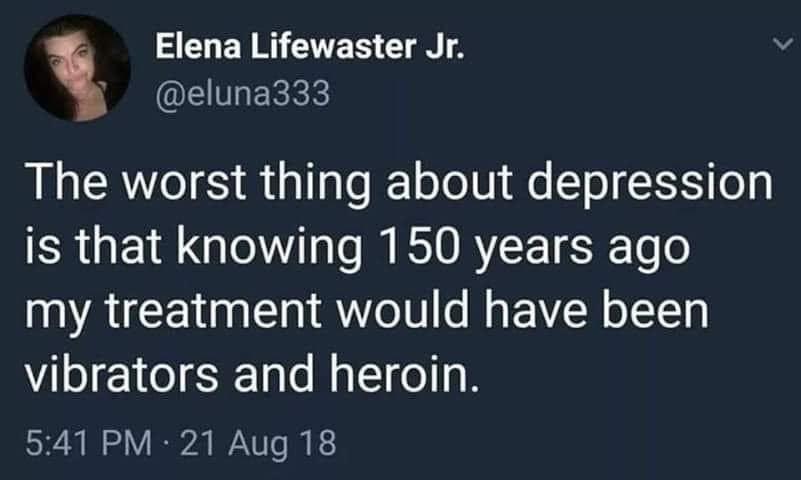 Elena Lifewaster Jr.
@eluna333
The worst thing about depression
is that knowing 150 years ago
my treatment would have been
vibrators and heroin.
5:41 PM · 21 Aug 18